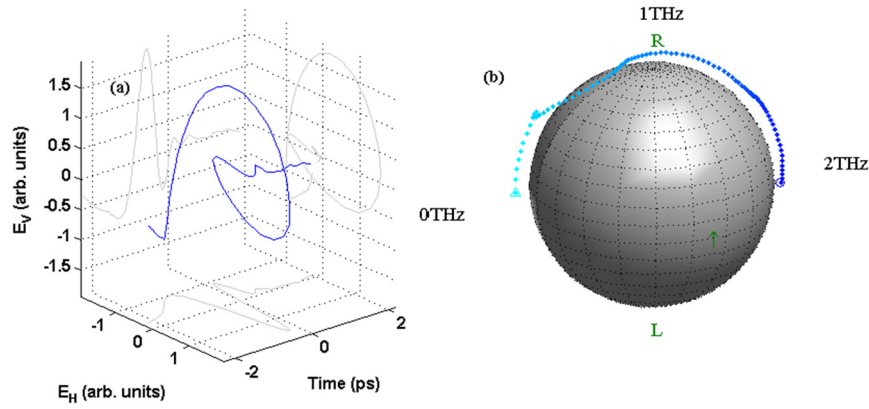 1THz
R
(a)
(b)
1.5
1
0.5
0
-0.5
-1
-1.5
E_V (arb. units)
0THz
2THz
↑
L
-1
0
1
E_H (arb. units)
-2
0
2
Time (ps)